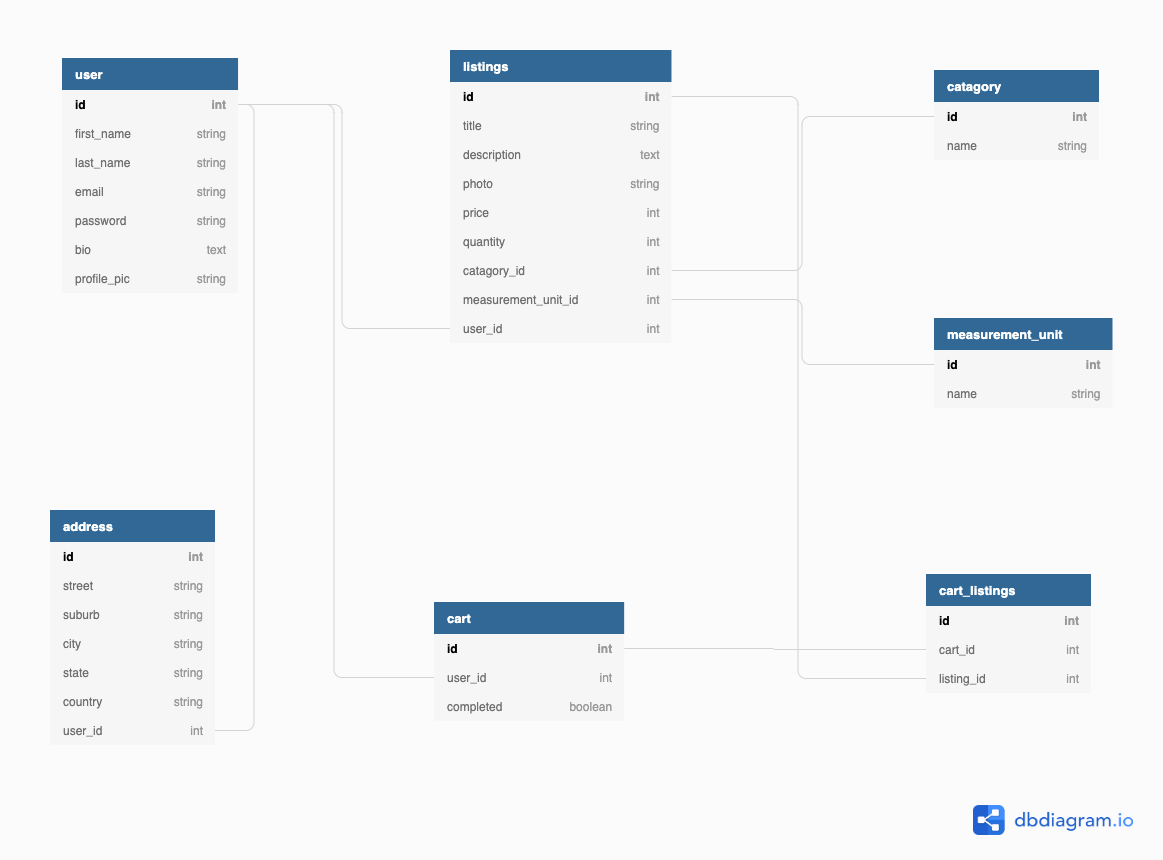 user
id int
first_name string
last_name string
email string
password string
bio text
profile_pic string
listings
id int
title string
description text
photo string
price int
quantity int
catagory_id int
measurement_unit_id int
user_id int
catagory
id int
name string
measurement_unit
id int
name string
address
id int
street string
suburb string
city string
state string
country string
user_id int
cart
id int
user_id int
completed boolean
cart_listings
id int
cart_id int
listing_id int
dbdiagram.io